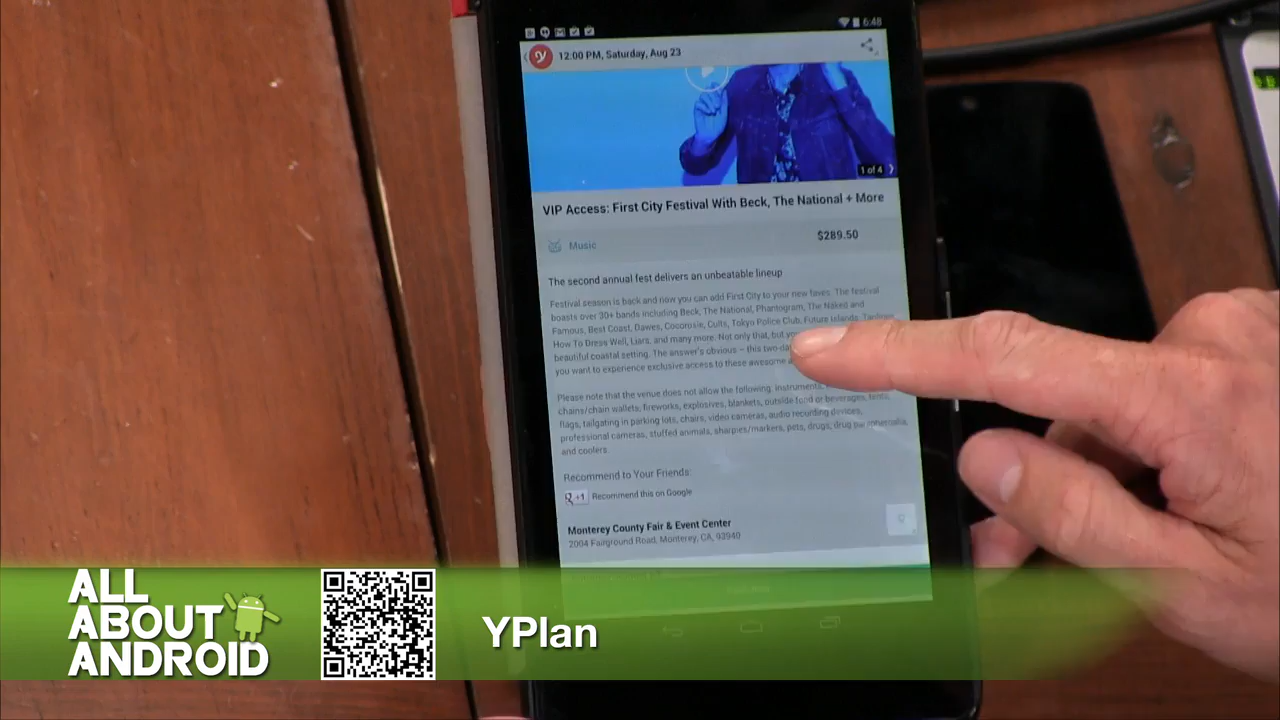 6:48
12:00 PM, Saturday, Aug 23
1 of 4
VIP Access: First City Festival With Beck, The National + More
Music
$289.50
The second annual fest delivers an unbeatable lineup
Festival season is back and now you can add First City to your new faves. The festival
boasts over 30+ bands including Beck, The National, Phantogram, The Naked and
Famous, Best Coast, Dawes, Cocorosie, Cults, Tokyo Police Club, Future Islands,
How To Dress Well, Liars, and many more. Not only that, but
beautiful coastal setting. The answer's obvious – this
you want to experience exclusive access to these awesome
Please note that the venue does not allow the following:
chains/chain wallets, fireworks, explosives, blankets, outside food or beverages, tents,
flags, tailgating in parking lots, chairs, video cameras, audio recording devices,
professional cameras, stuffed animals, sharpies/markers, pets, drugs, drug paraphernalia,
and coolers.
Recommend to Your Friends:
+1 Recommend this on Google
Monterey County Fair & Event Center
2004 Fairground Road, Monterey, CA, 93940
ALL
ABOUT
ANDROID
YPlan